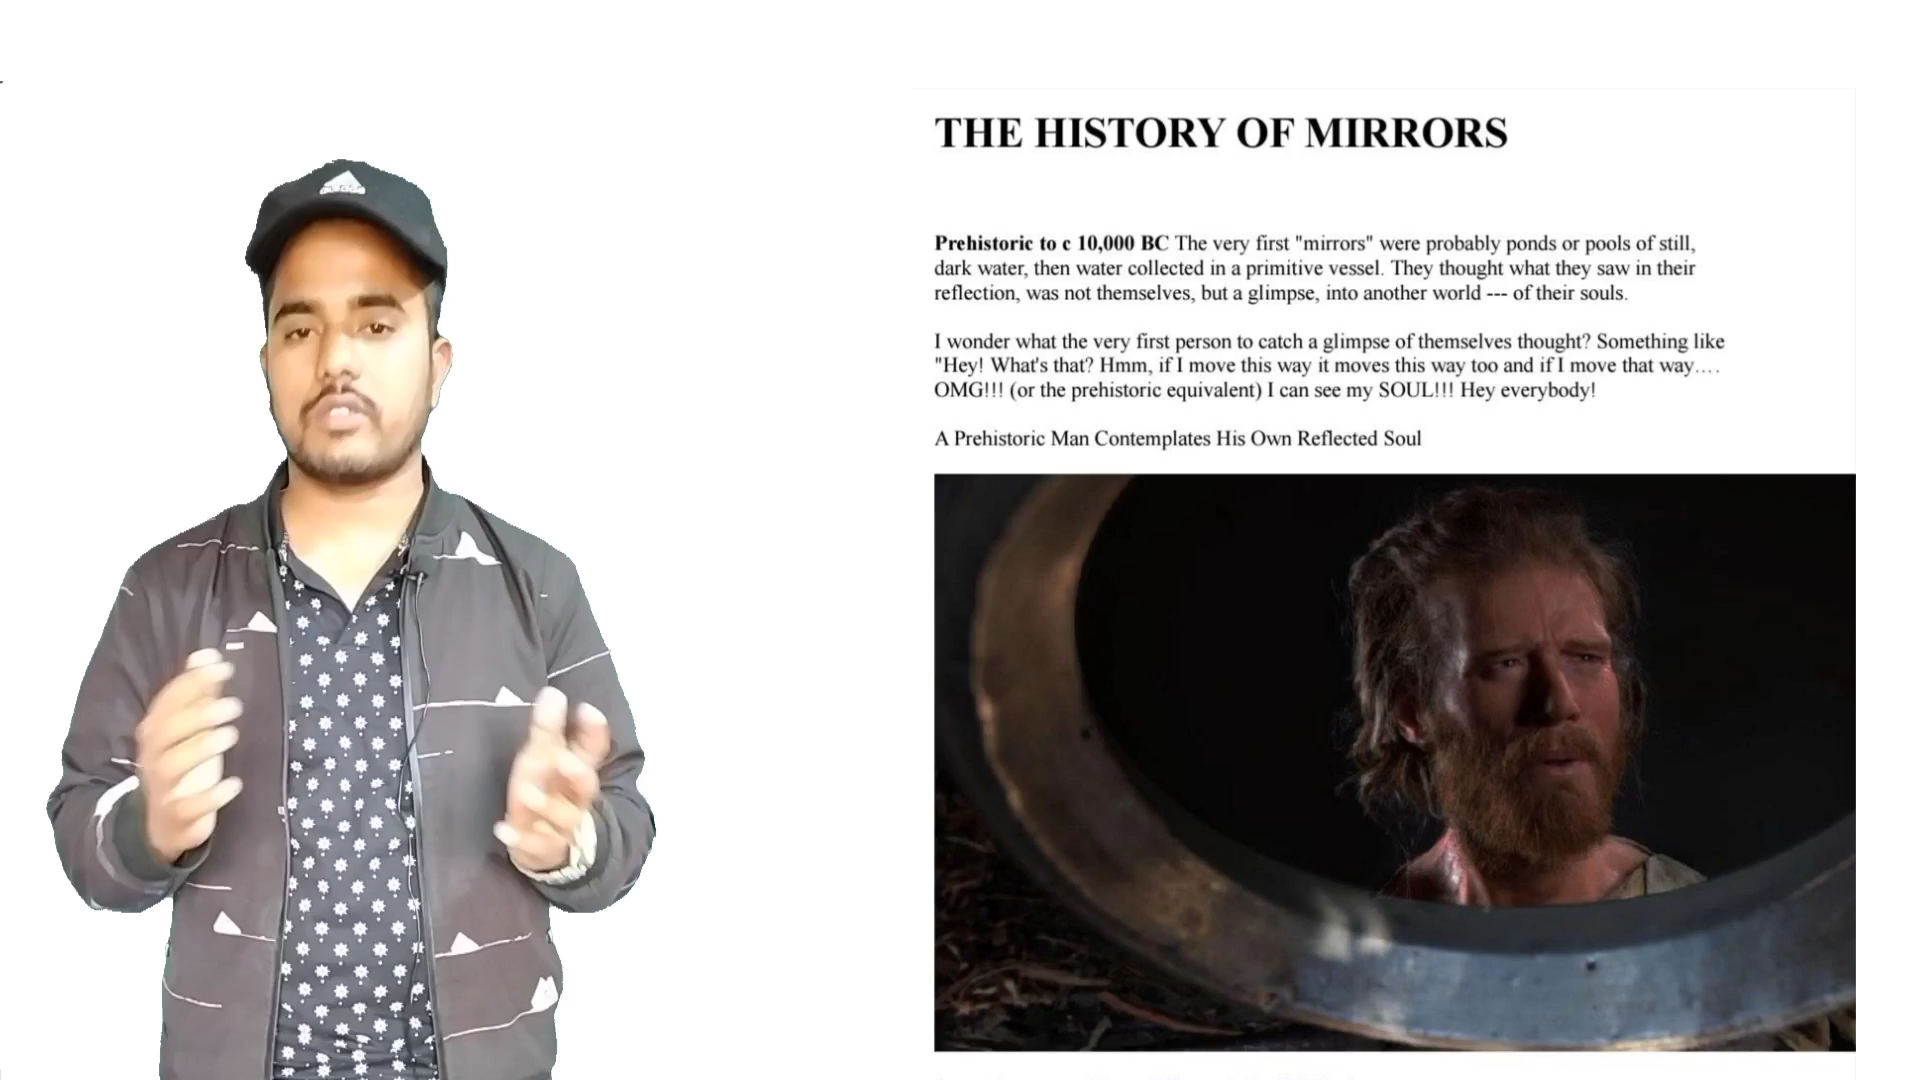 THE HISTORY OF MIRRORS
Prehistoric to c 10,000 BC The very first "mirrors" were probably ponds or pools of still,
dark water, then water collected in a primitive vessel. They thought what they saw in their
reflection, was not themselves, but a glimpse, into another world --- of their souls.
I wonder what the very first person to catch a glimpse of themselves thought? Something like
"Hey! What's that? Hmm, if I move this way it moves this way too and if I move that way….
OMG!!! (or the prehistoric equivalent) I can see my SOUL!!! Hey everybody!
A Prehistoric Man Contemplates His Own Reflected Soul